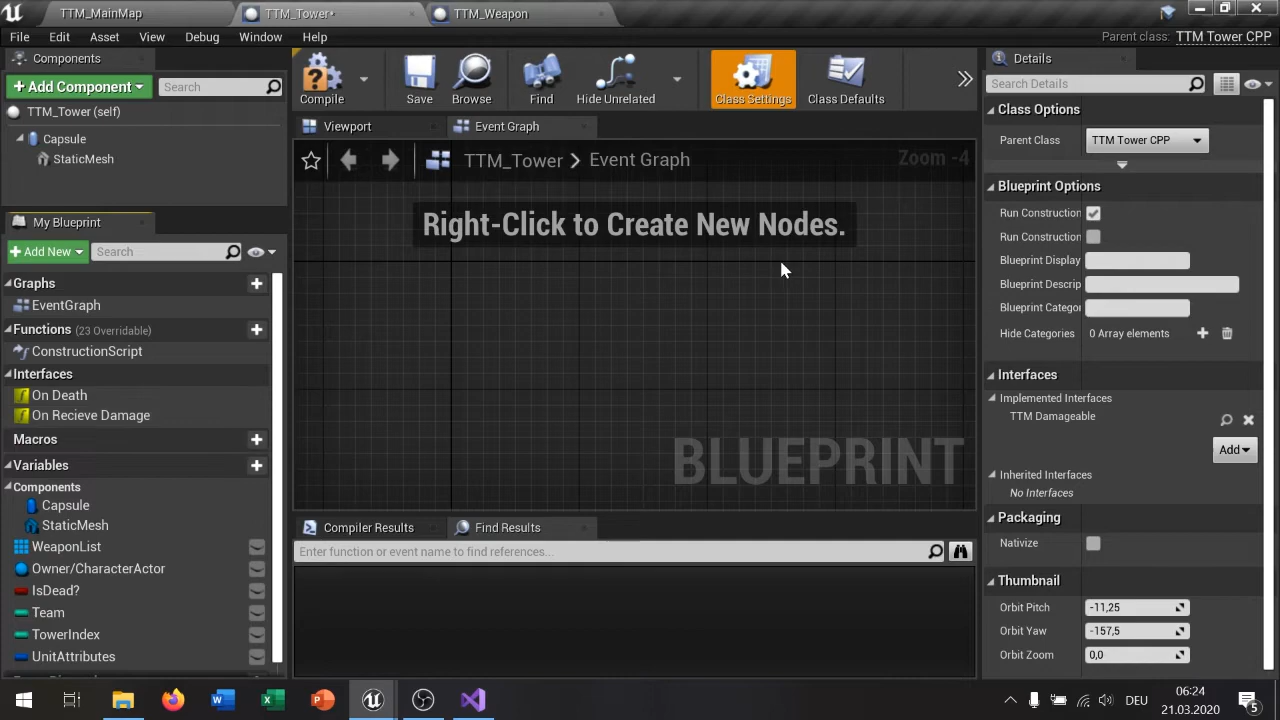 TTM_MainMap
TTM_Tower•
TTM_Weapon
File Edit Asset View Debug Window Help
Parent class: TTM Tower CPP
Components
+ Add Component
Search
TTM_Tower (self)
Capsule
StaticMesh
My Blueprint
+ Add New
Search
Graphs
EventGraph
Functions (23 Overridable)
ConstructionScript
Interfaces
On Death
On Recieve Damage
Macros
Variables
Components
Capsule
StaticMesh
WeaponList
Owner/CharacterActor
IsDead?
Team
TowerIndex
UnitAttributes
Compile
Save
Browse
Find
Hide Unrelated
Class Settings
Class Defaults
Viewport
Event Graph
TTM_Tower > Event Graph
Zoom -4
Right-Click to Create New Nodes.
BLUEPRINT
Compiler Results
Find Results
Enter function or event name to find references...
Details
Search Details
Class Options
Parent Class TTM Tower CPP
Blueprint Options
Run Construction
Run Construction
Blueprint Display
Blueprint Descrip
Blueprint Categor
Hide Categories 0 Array elements
Interfaces
Implemented Interfaces
TTM Damageable
Add
Inherited Interfaces
No Interfaces
Packaging
Nativize
Thumbnail
Orbit Pitch -11,25
Orbit Yaw -157,5
Orbit Zoom 0,0
DEU
06:24
21.03.2020
5